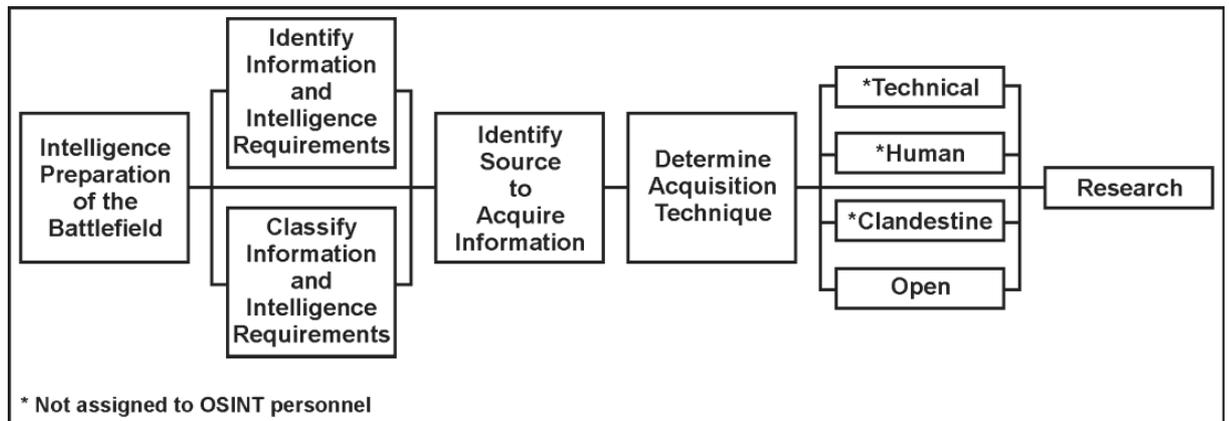 Intelligence
Preparation
of the
Battlefield
Identify
Information
and
Intelligence
Requirements
Classify
Information
and
Intelligence
Requirements
Identify
Source
to
Acquire
Information
Determine
Acquisition
Technique
*Technical
*Human
*Clandestine
Open
Research
* Not assigned to OSINT personnel